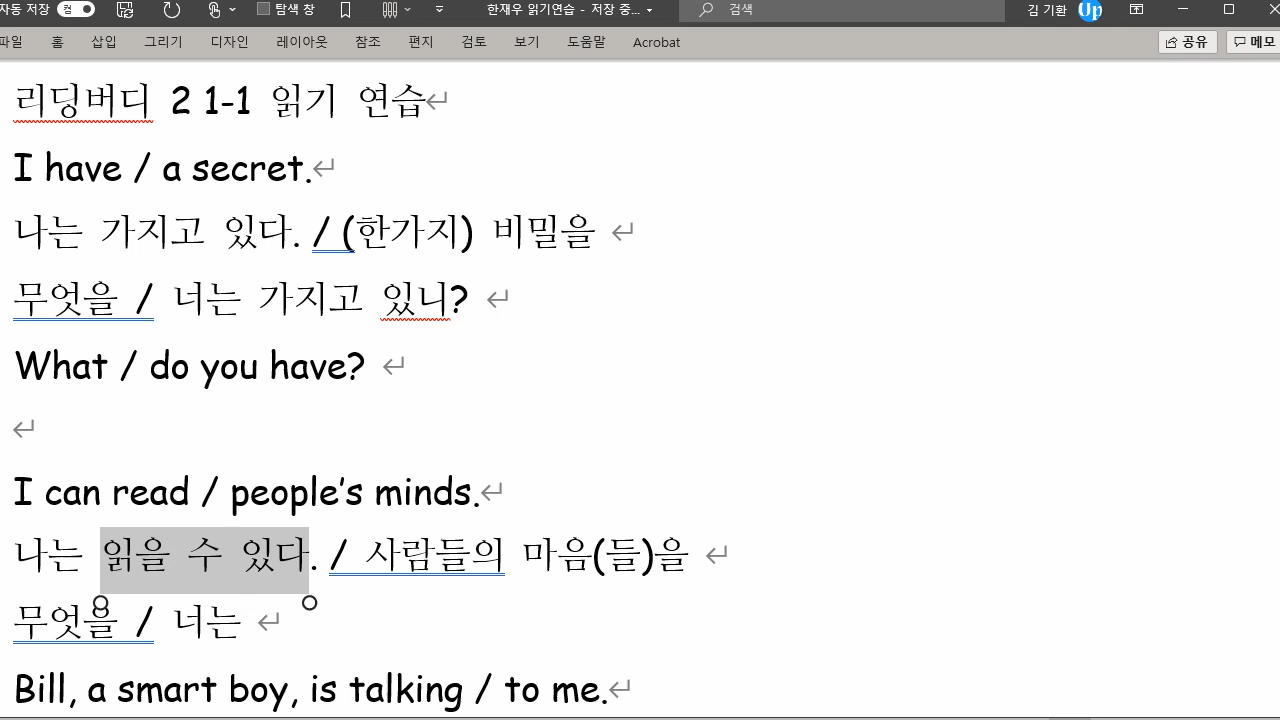 자동 저장 컴 탐색 창 한재우 읽기연습 - 저장 중... 검색 김 기환 Up
파일 홈 삽입 그리기 디자인 레이아웃 참조 편지 검토 보기 도움말 Acrobat 공유 메모
리딩버디 2 1-1 읽기 연습
I have / a secret.
나는 가지고 있다. / (한가지) 비밀을
무엇을 / 너는 가지고 있니?
What / do you have?
I can read / people's minds.
나는 읽을 수 있다. / 사람들의 마음(들)을
무엇을 / 너는
Bill, a smart boy, is talking / to me.